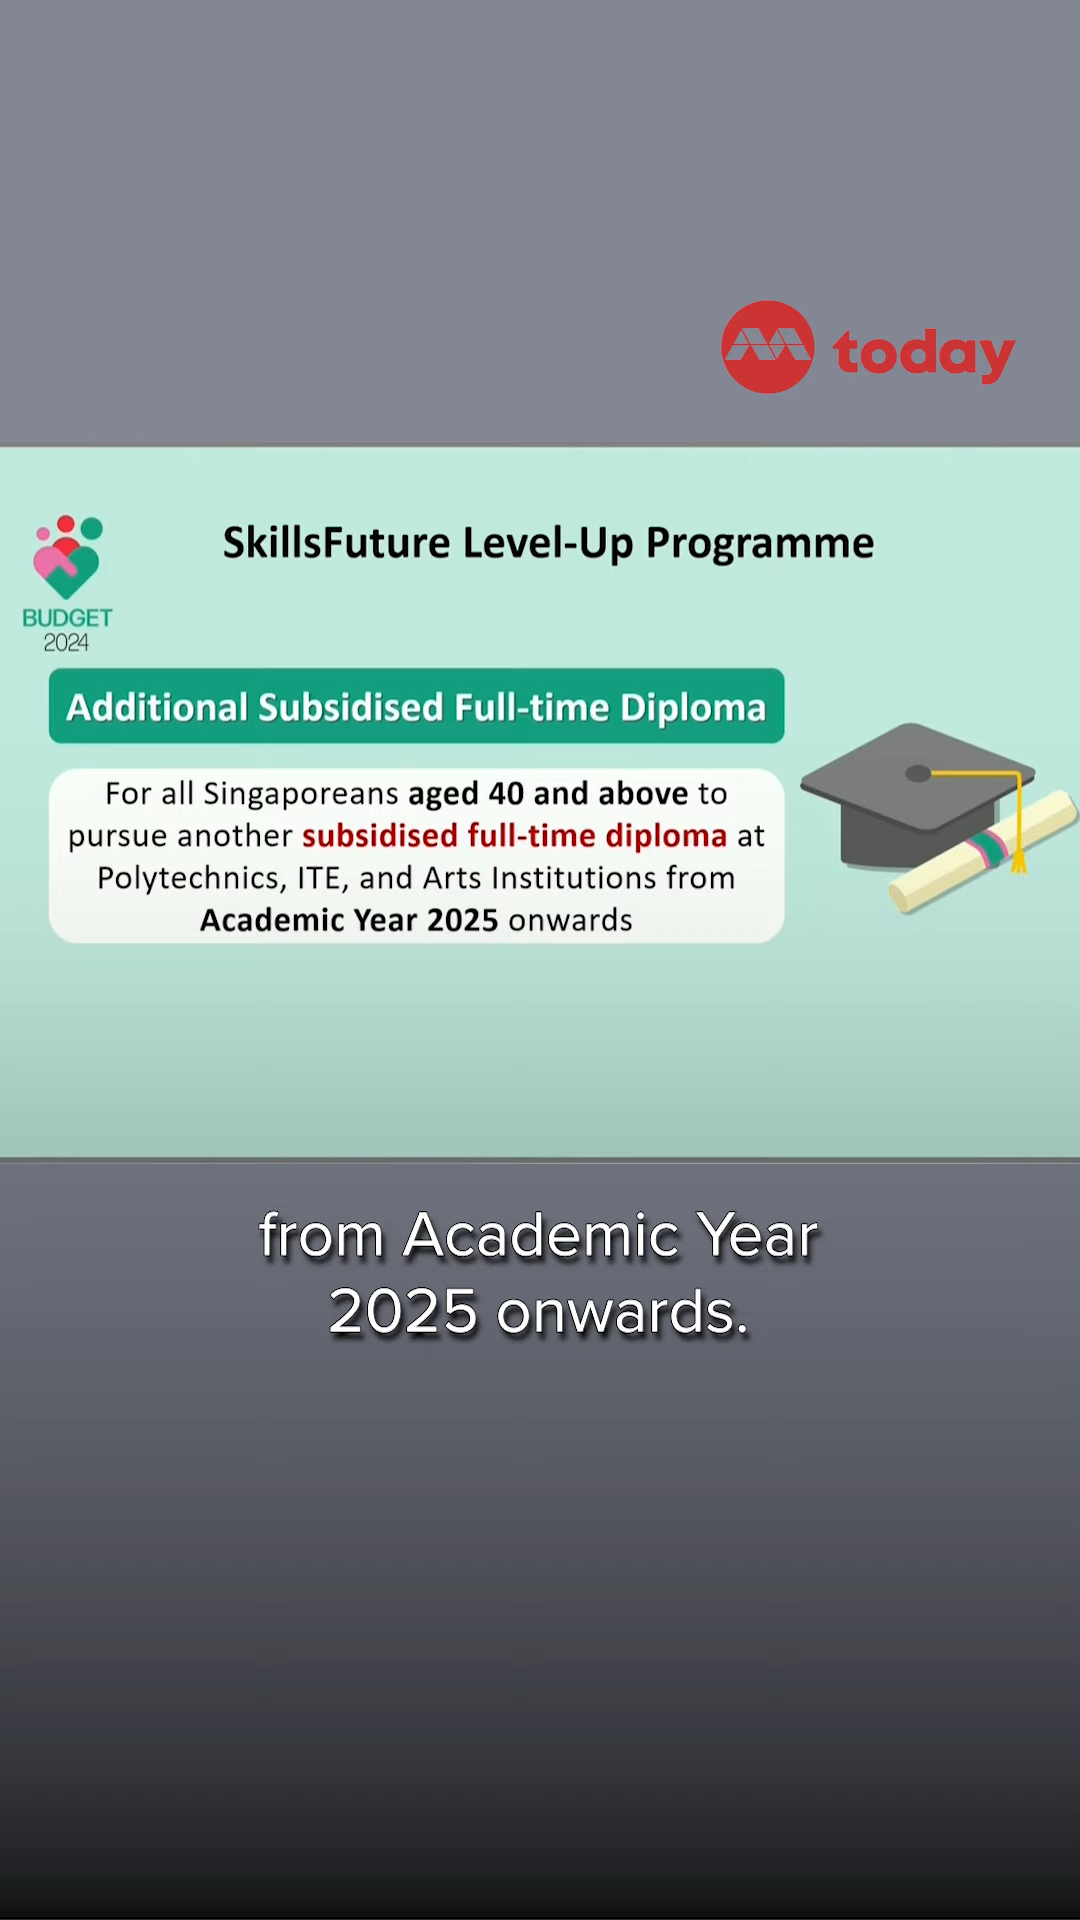 today
SkillsFuture Level-Up Programme
BUDGET
2024
Additional Subsidised Full-time Diploma
For all Singaporeans aged 40 and above to
pursue another subsidised full-time diploma at
Polytechnics, ITE, and Arts Institutions from
Academic Year 2025 onwards
from Academic Year
2025 onwards.